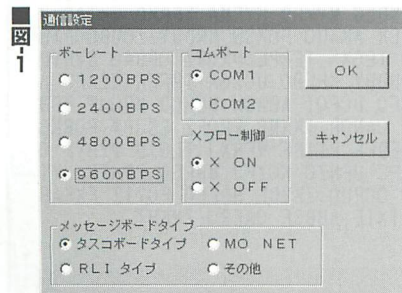 図-1
通信設定
ボーレート
1200BPS
2400BPS
4800BPS
9600BPS
コムポート
COM1
COM2
Xフロー制御
X ON
X OFF
OK
キャンセル
メッセージボードタイプ
タスコボードタイプ
MO NET
RLI タイプ
その他